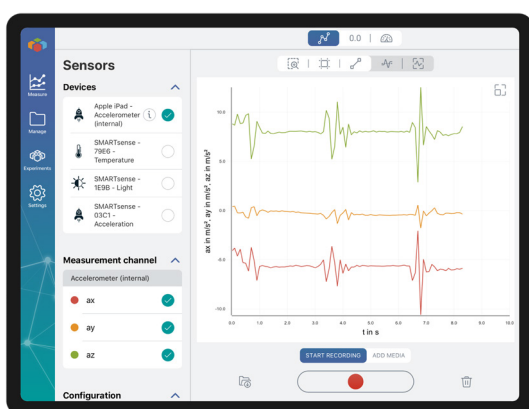 0.0
Sensors
Devices
Apple iPad -
Accelerometer
(internal)
i
SMARTsense -
79E6 -
Temperature
SMARTsense -
1E9B - Light
SMARTsense -
03C1 -
Acceleration
Measurement channel
Accelerometer (internal)
ax
ay
az
Configuration
Measure
Manage
Experiments
Settings
ax in m/s², ay in m/s², az in m/s²
10.0
5.0
0.0
-5.0
-10.0
0.0 1.0 2.0 3.0 4.0 5.0 6.0 7.0 8.0 9.0 10.0
t in s
START RECORDING ADD MEDIA